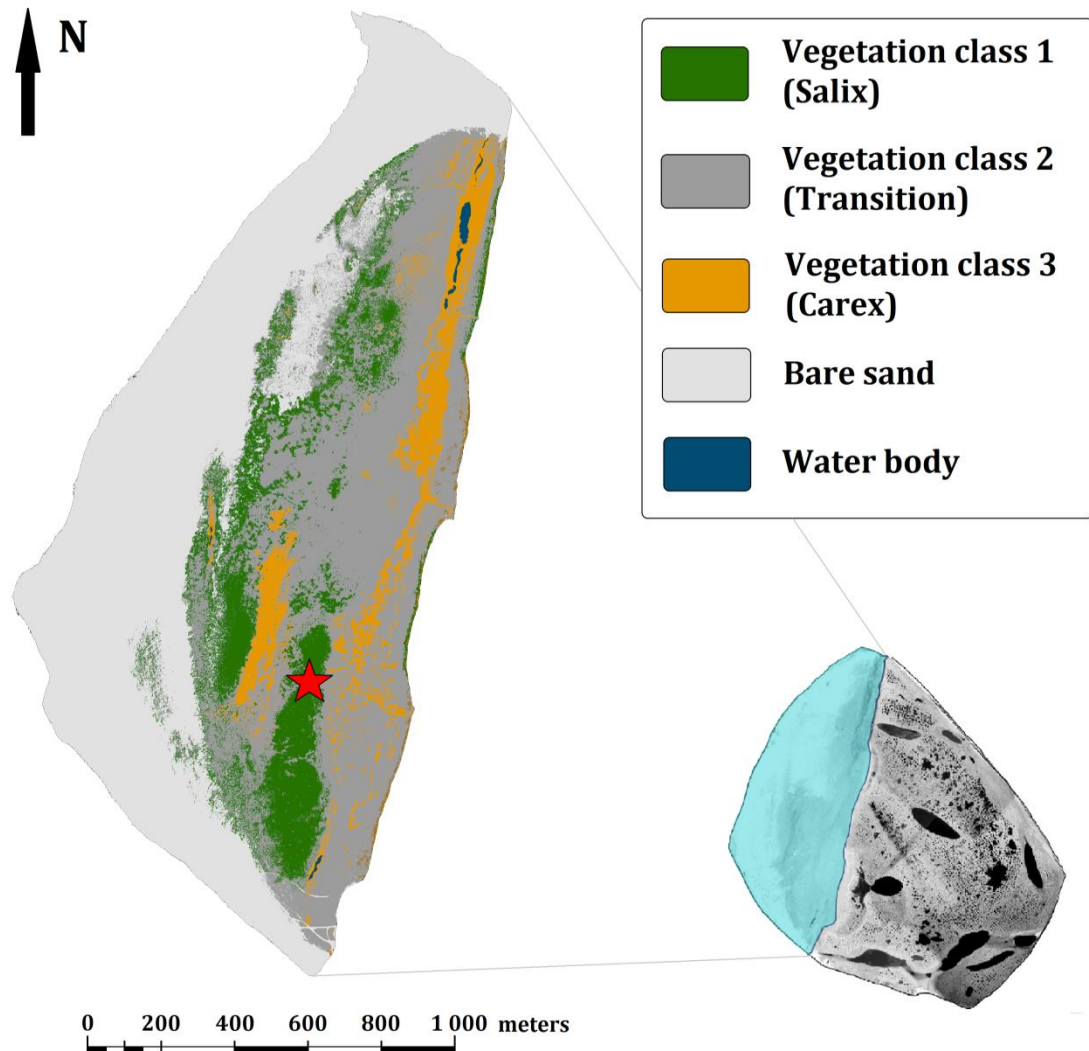 N
Vegetation class 1
(Salix)
Vegetation class 2
(Transition)
Vegetation class 3
(Carex)
Bare sand
Water body
0 200 400 600 800 1 000 meters